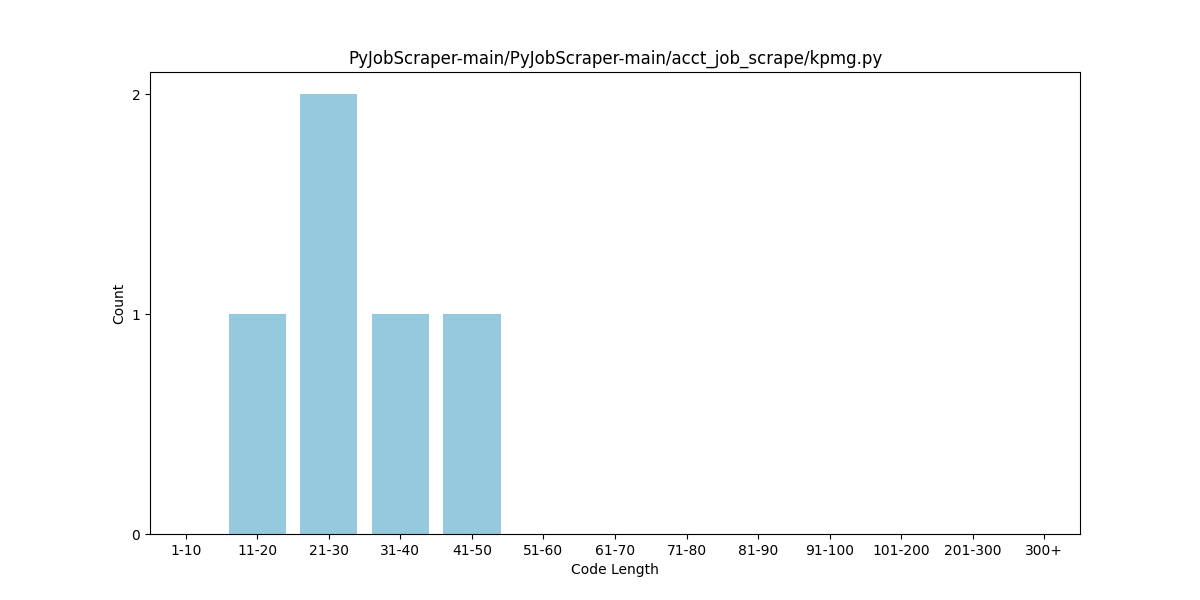 PyJobScraper-main/PyJobScraper-main/acct_job_scrape/kpmg.py
2
1
0
Count
1-10 11-20 21-30 31-40 41-50 51-60 61-70 71-80 81-90 91-100 101-200 201-300 300+
Code Length